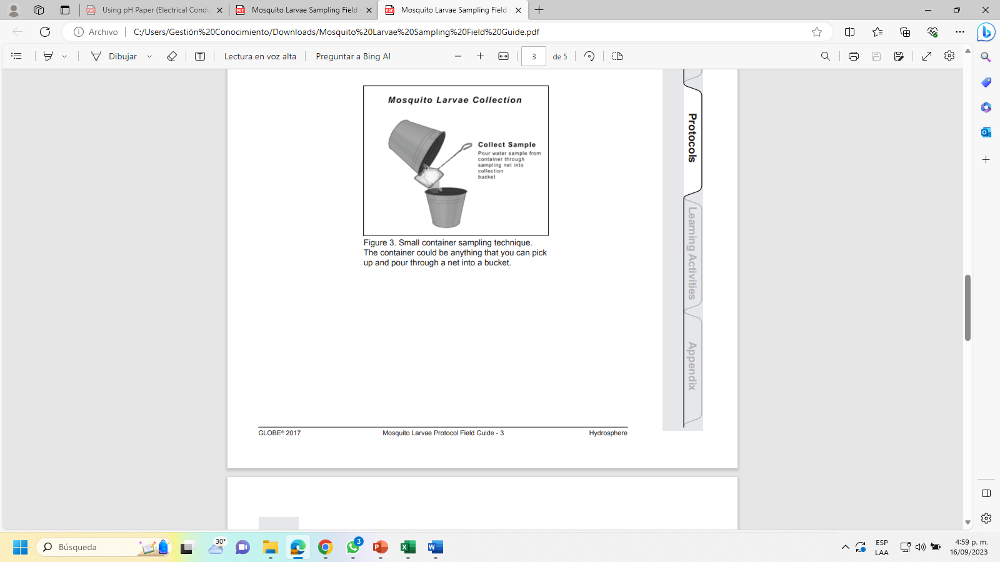 Using pH Paper (Electrical Condu
Mosquito Larvae Sampling Field
Mosquito Larvae Sampling Field
Archivo
C:/Users/Gestión%20Conocimiento/Downloads/Mosquito%20Larvae%20Sampling%20Field%20Guide.pdf
Dibujar
Lectura en voz alta
Preguntar a Bing AI
3
de 5
Mosquito Larvae Collection
Collect Sample
Pour water sample from
container through
sampling net into
collection
bucket
Figure 3. Small container sampling technique.
The container could be anything that you can pick
up and pour through a net into a bucket.
Protocols
Learning Activities
Appendix
GLOBE® 2017
Mosquito Larvae Protocol Field Guide - 3
Hydrosphere
Búsqueda
30°
3
ESP
LAA
4:59 p. m.
16/09/2023